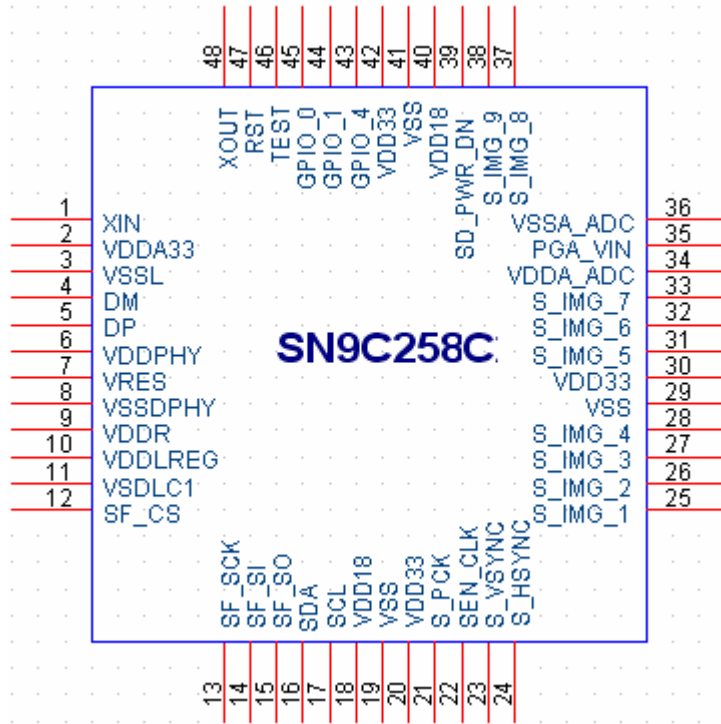 48 47 46 45 44 43 42 41 40 39 38 37
XOUT
RST
TEST
GPIO_0
GPIO_1
GPIO_4
VDD33
VSS
VDD18
SD_PWR_DN
S_IMG_9
S_IMG_8
1 XIN
2 VDDA33
3 VSSL
4 DM
5 DP
6 VDDPHY
7 VRES
8 VSSDPHY
9 VDDR
10 VDDLREG
11 VSDLC1
12 SF_CS
SN9C258C
VSSA_ADC 36
PGA_VIN 35
VDDA_ADC 34
S_IMG_7 33
S_IMG_6 32
S_IMG_5 31
VDD33 30
VSS 29
S_IMG_4 28
S_IMG_3 27
S_IMG_2 26
S_IMG_1 25
SF_SCK
SF_SI
SF_SO
SDA
SCL
VDD18
VSS
VDD33
S_PCK
SEN_CLK
S_VSYNC
S_HSYNC
13 14 15 16 17 18 19 20 21 22 23 24